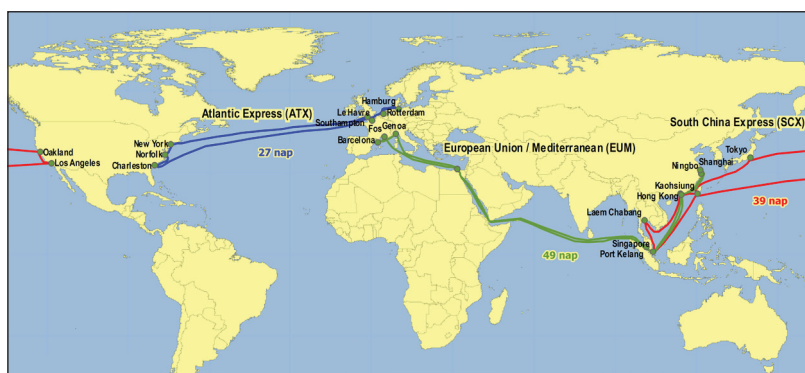 Hamburg
Le Havre
Rotterdam
Atlantic Express (ATX)
Southampton
South China Express (SCX)
Fos
Genoa
New York
Oakland
Norfolk
Barcelona
European Union / Mediterranean (EUM)
Tokyo
Los Angeles
27 nap
Shanghai
Charleston
Ningbo
Kaohsiung
Hong Kong
39 nap
Laem Chabang
Singapore
49 nap
Port Kelang